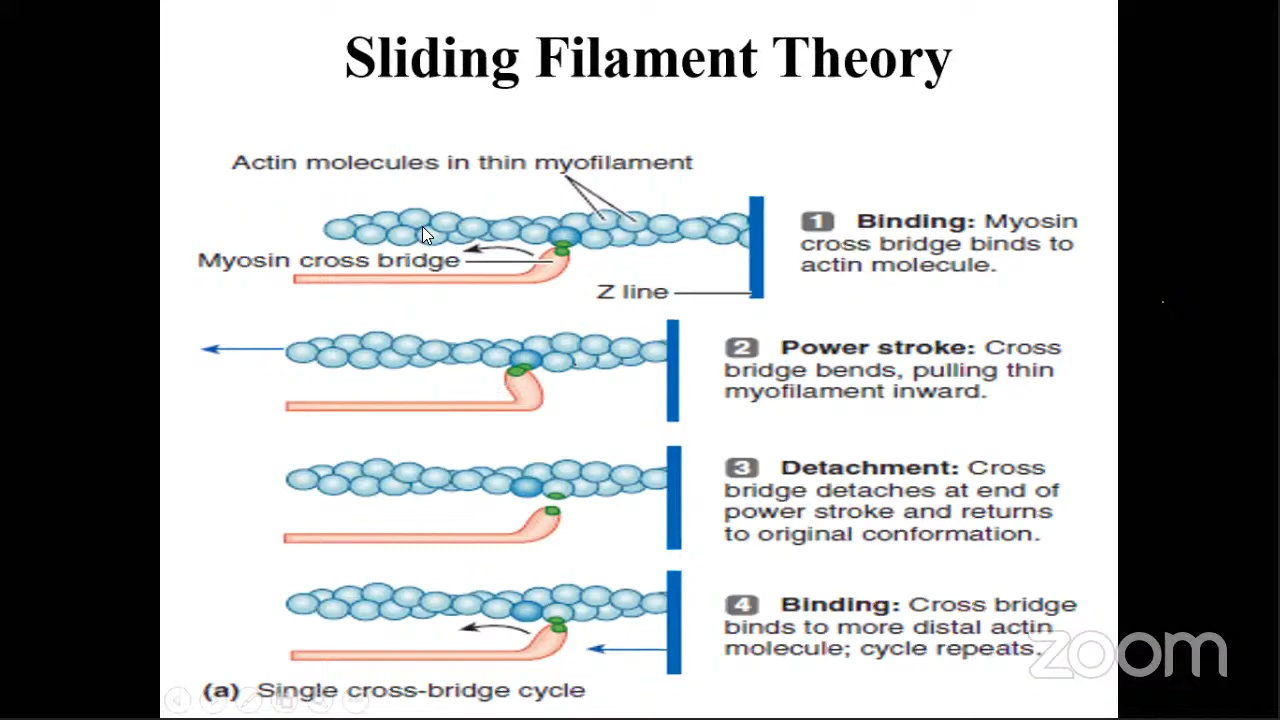 Sliding Filament Theory
Actin molecules in thin myofilament
Myosin cross bridge
Z line
1 Binding: Myosin
cross bridge binds to
actin molecule.
2 Power stroke: Cross
bridge bends, pulling thin
myofilament inward.
3 Detachment: Cross
bridge detaches at end of
power stroke and returns
to original conformation.
4 Binding: Cross bridge
binds to more distal actin
molecule; cycle repeats.
(a) Single cross-bridge cycle
zoom